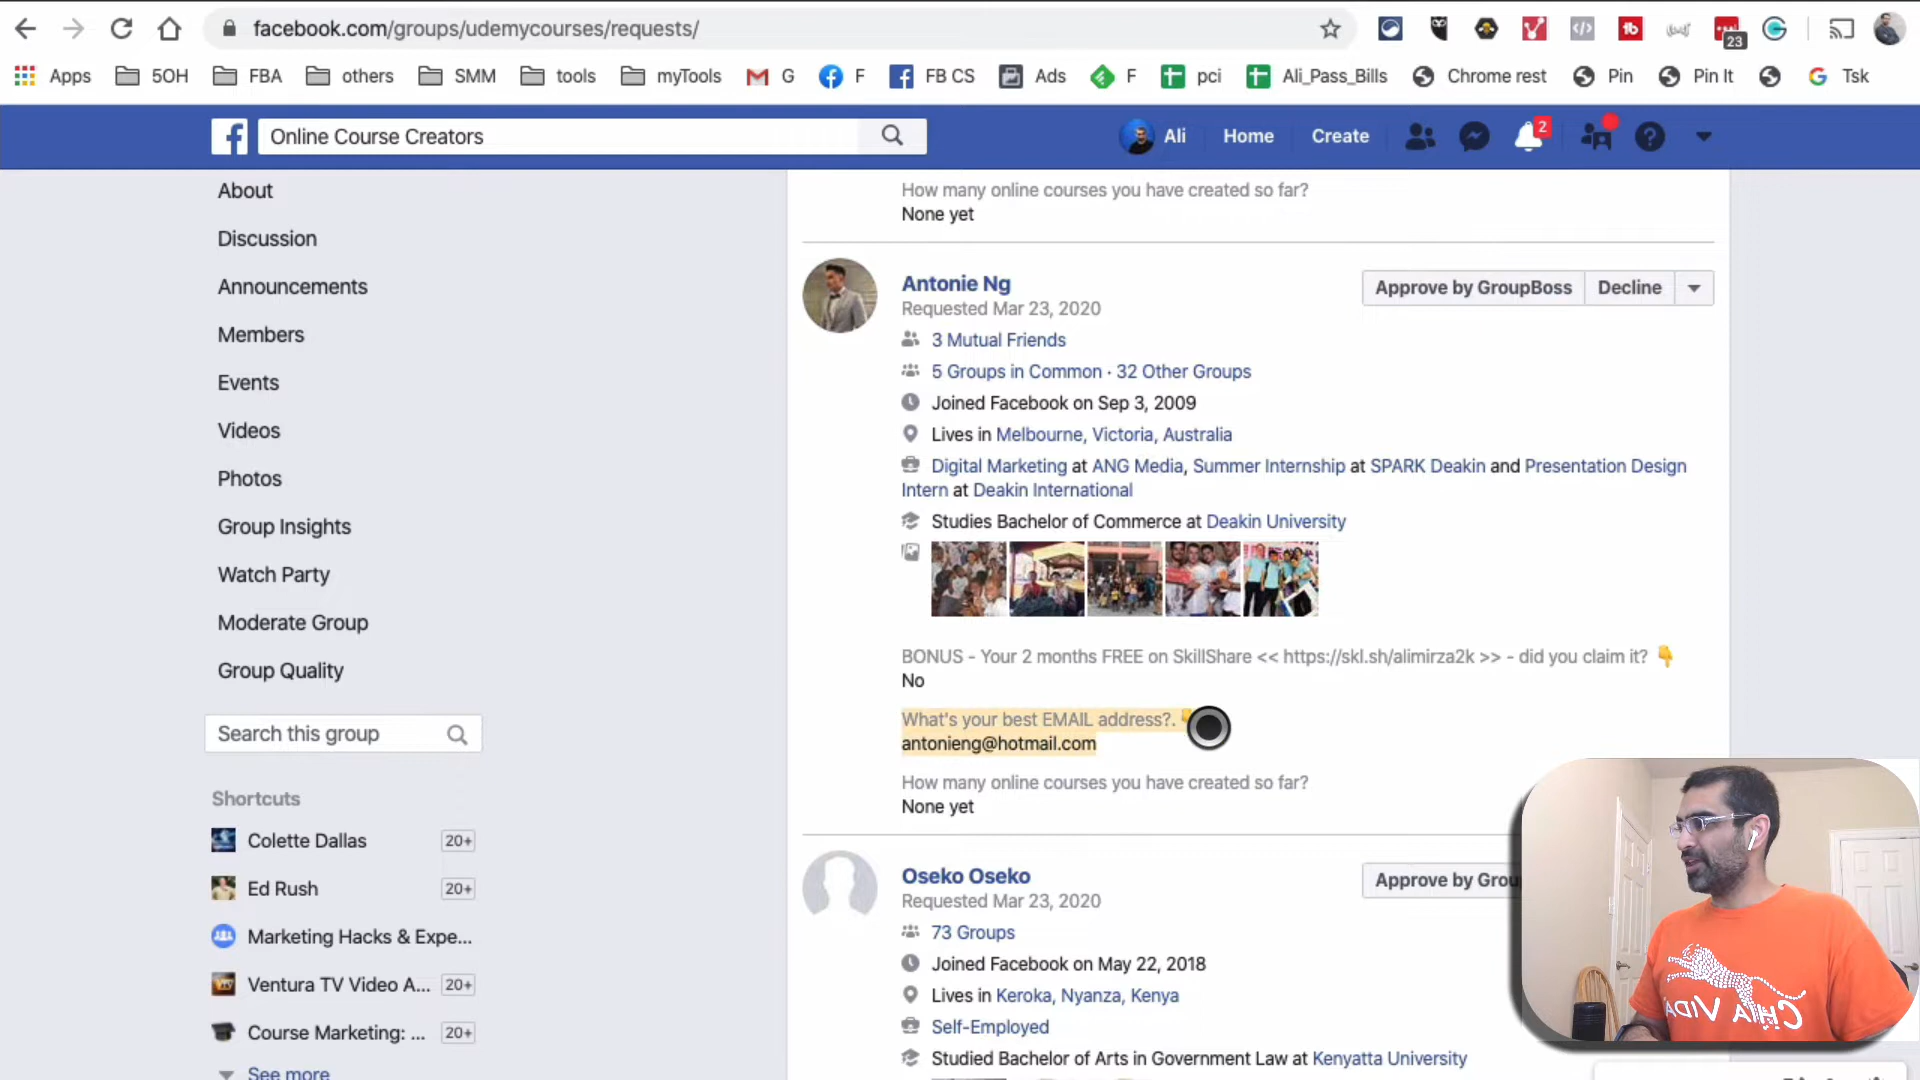 facebook.com/groups/udemycourses/requests/
23
Apps 5OH FBA others SMM tools myTools G F FB CS Ads F pci Ali_Pass_Bills Chrome rest Pin Pin It Tsk
Online Course Creators
Ali Home Create 2
About
Discussion
Announcements
Members
Events
Videos
Photos
Group Insights
Watch Party
Moderate Group
Group Quality
Search this group
Shortcuts
Colette Dallas 20+
Ed Rush 20+
Marketing Hacks & Expe...
Ventura TV Video A... 20+
Course Marketing: ... 20+
See more
How many online courses you have created so far?
None yet
Antonie Ng
Approve by GroupBoss Decline
Requested Mar 23, 2020
3 Mutual Friends
5 Groups in Common · 32 Other Groups
Joined Facebook on Sep 3, 2009
Lives in Melbourne, Victoria, Australia
Digital Marketing at ANG Media, Summer Internship at SPARK Deakin and Presentation Design
Intern at Deakin International
Studies Bachelor of Commerce at Deakin University
BONUS - Your 2 months FREE on SkillShare << https://skl.sh/alimirza2k >> - did you claim it? 👇
No
What's your best EMAIL address?.
antonieng@hotmail.com
How many online courses you have created so far?
None yet
Oseko Oseko
Approve by Grou
Requested Mar 23, 2020
73 Groups
Joined Facebook on May 22, 2018
Lives in Keroka, Nyanza, Kenya
Self-Employed
Studied Bachelor of Arts in Government Law at Kenyatta University
CHIA VIDA